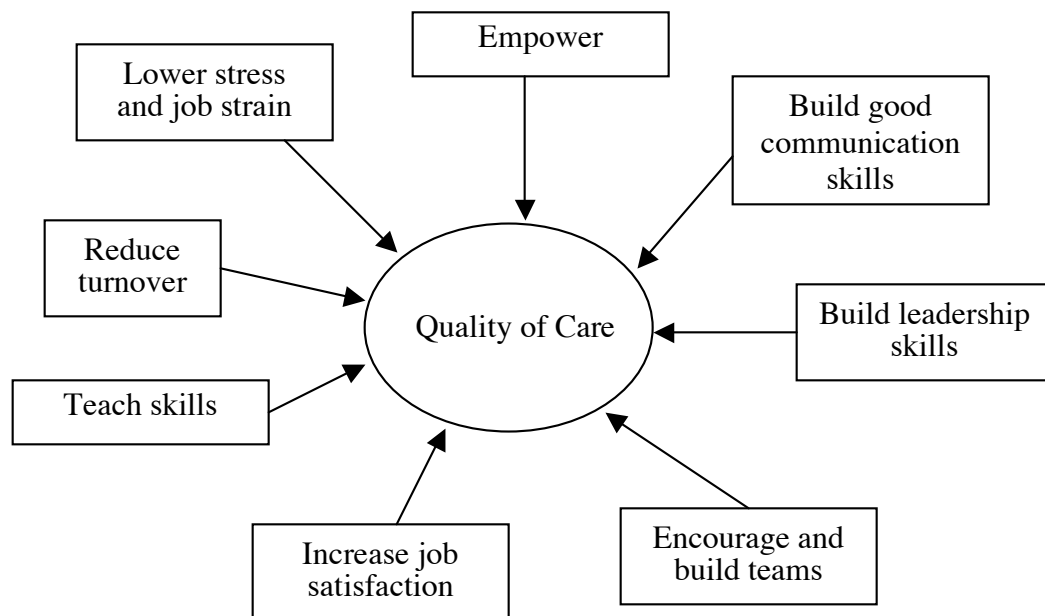 Empower
Lower stress
and job strain
Build good
communication
skills
Reduce
turnover
Quality of Care
Build leadership
skills
Teach skills
Increase job
satisfaction
Encourage and
build teams